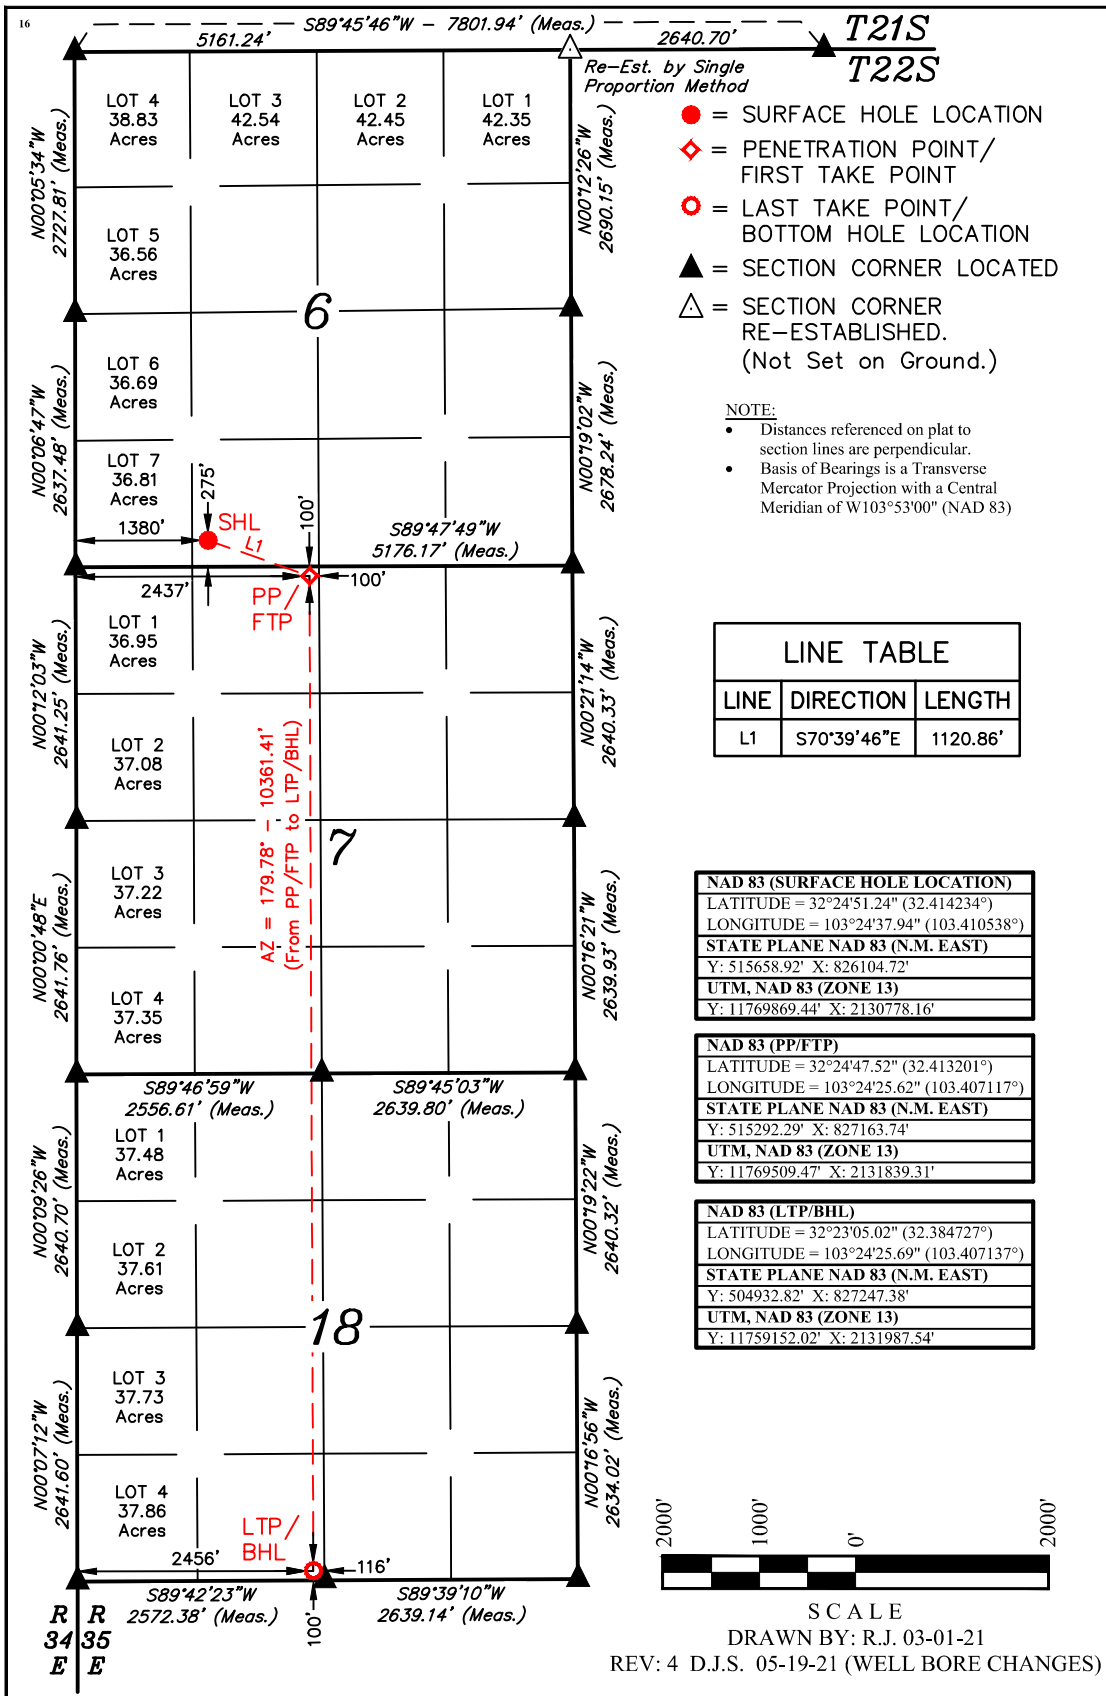 16
S89°45'46"W – 7801.94' (Meas.)
5161.24'
2640.70'
T21S
T22S
Re-Est. by Single
Proportion Method
LOT 4
38.83
Acres
LOT 3
42.54
Acres
LOT 2
42.45
Acres
LOT 1
42.35
Acres
N00°05'34"W
2727.81' (Meas.)
N00°12'26"W
2690.15' (Meas.)
LOT 5
36.56
Acres
6
LOT 6
36.69
Acres
N00°06'47"W
2637.48' (Meas.)
N00°19'02"W
2678.24' (Meas.)
LOT 7
36.81
Acres
275'
1380'
SHL
L1
100'
S89°47'49"W
5176.17' (Meas.)
2437'
100'
PP/
FTP
LOT 1
36.95
Acres
N00°12'03"W
2641.25' (Meas.)
N00°21'14"W
2640.33' (Meas.)
LOT 2
37.08
Acres
AZ = 179.78° – 10361.41'
(From PP/FTP to LTP/BHL)
7
LOT 3
37.22
Acres
N00°00'48"E
2641.76' (Meas.)
N00°16'21"W
2639.93' (Meas.)
LOT 4
37.35
Acres
S89°46'59"W
2556.61' (Meas.)
S89°45'03"W
2639.80' (Meas.)
LOT 1
37.48
Acres
N00°09'26"W
2640.70' (Meas.)
N00°19'22"W
2640.32' (Meas.)
LOT 2
37.61
Acres
18
LOT 3
37.73
Acres
N00°07'12"W
2641.60' (Meas.)
N00°16'56"W
2634.02' (Meas.)
LOT 4
37.86
Acres
LTP/
BHL
2456'
116'
S89°42'23"W
2572.38' (Meas.)
100'
S89°39'10"W
2639.14' (Meas.)
R R
34 35
E E
= SURFACE HOLE LOCATION
= PENETRATION POINT/
FIRST TAKE POINT
= LAST TAKE POINT/
BOTTOM HOLE LOCATION
= SECTION CORNER LOCATED
= SECTION CORNER
RE–ESTABLISHED.
(Not Set on Ground.)
NOTE:
• Distances referenced on plat to
section lines are perpendicular.
• Basis of Bearings is a Transverse
Mercator Projection with a Central
Meridian of W103°53'00" (NAD 83)
LINE TABLE
LINE DIRECTION LENGTH
L1 S70°39'46"E 1120.86'
NAD 83 (SURFACE HOLE LOCATION)
LATITUDE = 32°24'51.24" (32.414234°)
LONGITUDE = 103°24'37.94" (103.410538°)
STATE PLANE NAD 83 (N.M. EAST)
Y: 515658.92' X: 826104.72'
UTM, NAD 83 (ZONE 13)
Y: 11769869.44' X: 2130778.16'
NAD 83 (PP/FTP)
LATITUDE = 32°24'47.52" (32.413201°)
LONGITUDE = 103°24'25.62" (103.407117°)
STATE PLANE NAD 83 (N.M. EAST)
Y: 515292.29' X: 827163.74'
UTM, NAD 83 (ZONE 13)
Y: 11769509.47' X: 2131839.31'
NAD 83 (LTP/BHL)
LATITUDE = 32°23'05.02" (32.384727°)
LONGITUDE = 103°24'25.69" (103.407137°)
STATE PLANE NAD 83 (N.M. EAST)
Y: 504932.82' X: 827247.38'
UTM, NAD 83 (ZONE 13)
Y: 11759152.02' X: 2131987.54'
2000' 1000' 0' 2000'
SCALE
DRAWN BY: R.J. 03-01-21
REV: 4 D.J.S. 05-19-21 (WELL BORE CHANGES)